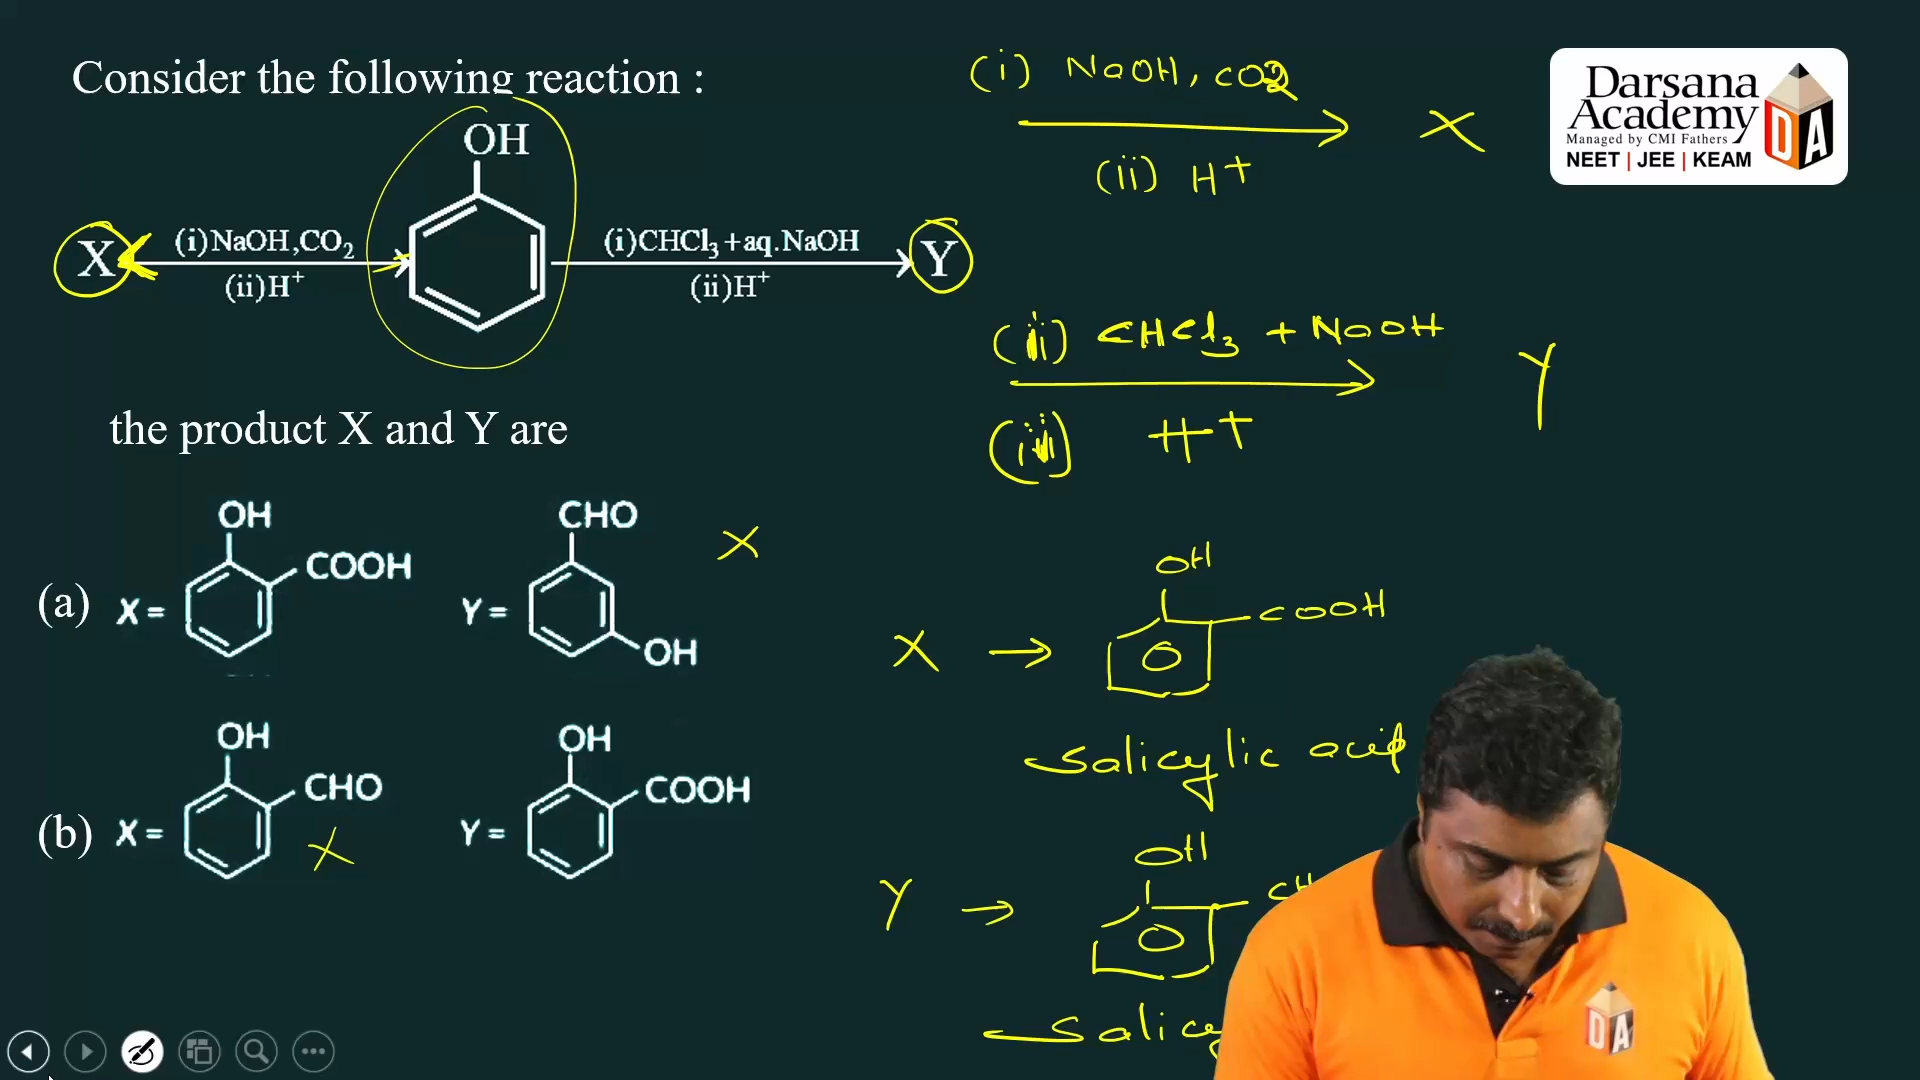 Consider the following reaction :
OH
X (i)NaOH,CO₂ (ii)H⁺
(i)CHCl₃+aq.NaOH (ii)H⁺ Y
the product X and Y are
(a) X = OH COOH Y = CHO OH X
(b) X = OH CHO X Y = OH COOH
(i) NaOH, CO2
(ii) H+ X
(ii) CHCl3 + NaOH
H+ Y
X → OH COOH
Salicylic acid
Y → OH
Darsana
Academy
Managed by CMI Fathers
NEET | JEE | KEAM
DA
DA